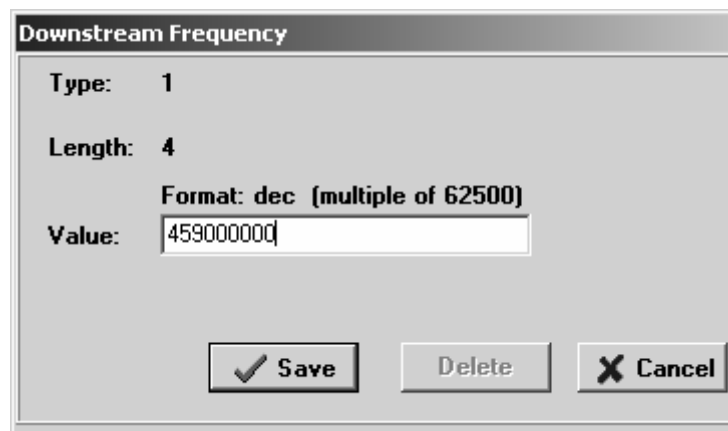 Downstream Frequency
Type: 1
Length: 4
Format: dec (multiple of 62500)
Value: 459000000
Save Delete Cancel